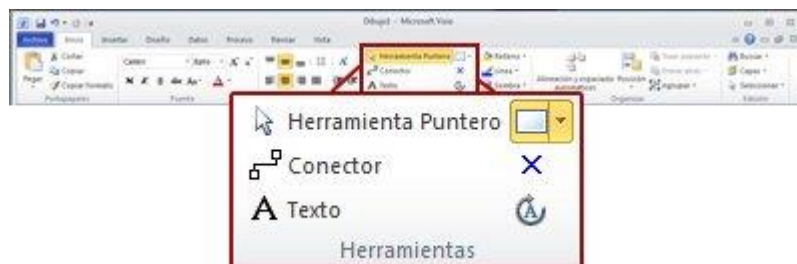 Dibujo1 - Microsoft Visio
Archivo Inicio Insertar Diseño Datos Proceso Revisar Vista
Cortar
Copiar
Copiar formato
Pegar
Portapapeles
Calibri
N K S abc Aa A
Fuente
Herramienta Puntero
Conector
Texto
Relleno
Línea
Sombra
Alineación y espaciado automáticos
Posición
Agrupar
Organizar
Buscar
Capas
Seleccionar
Edición
Herramienta Puntero
Conector
A Texto
Herramientas